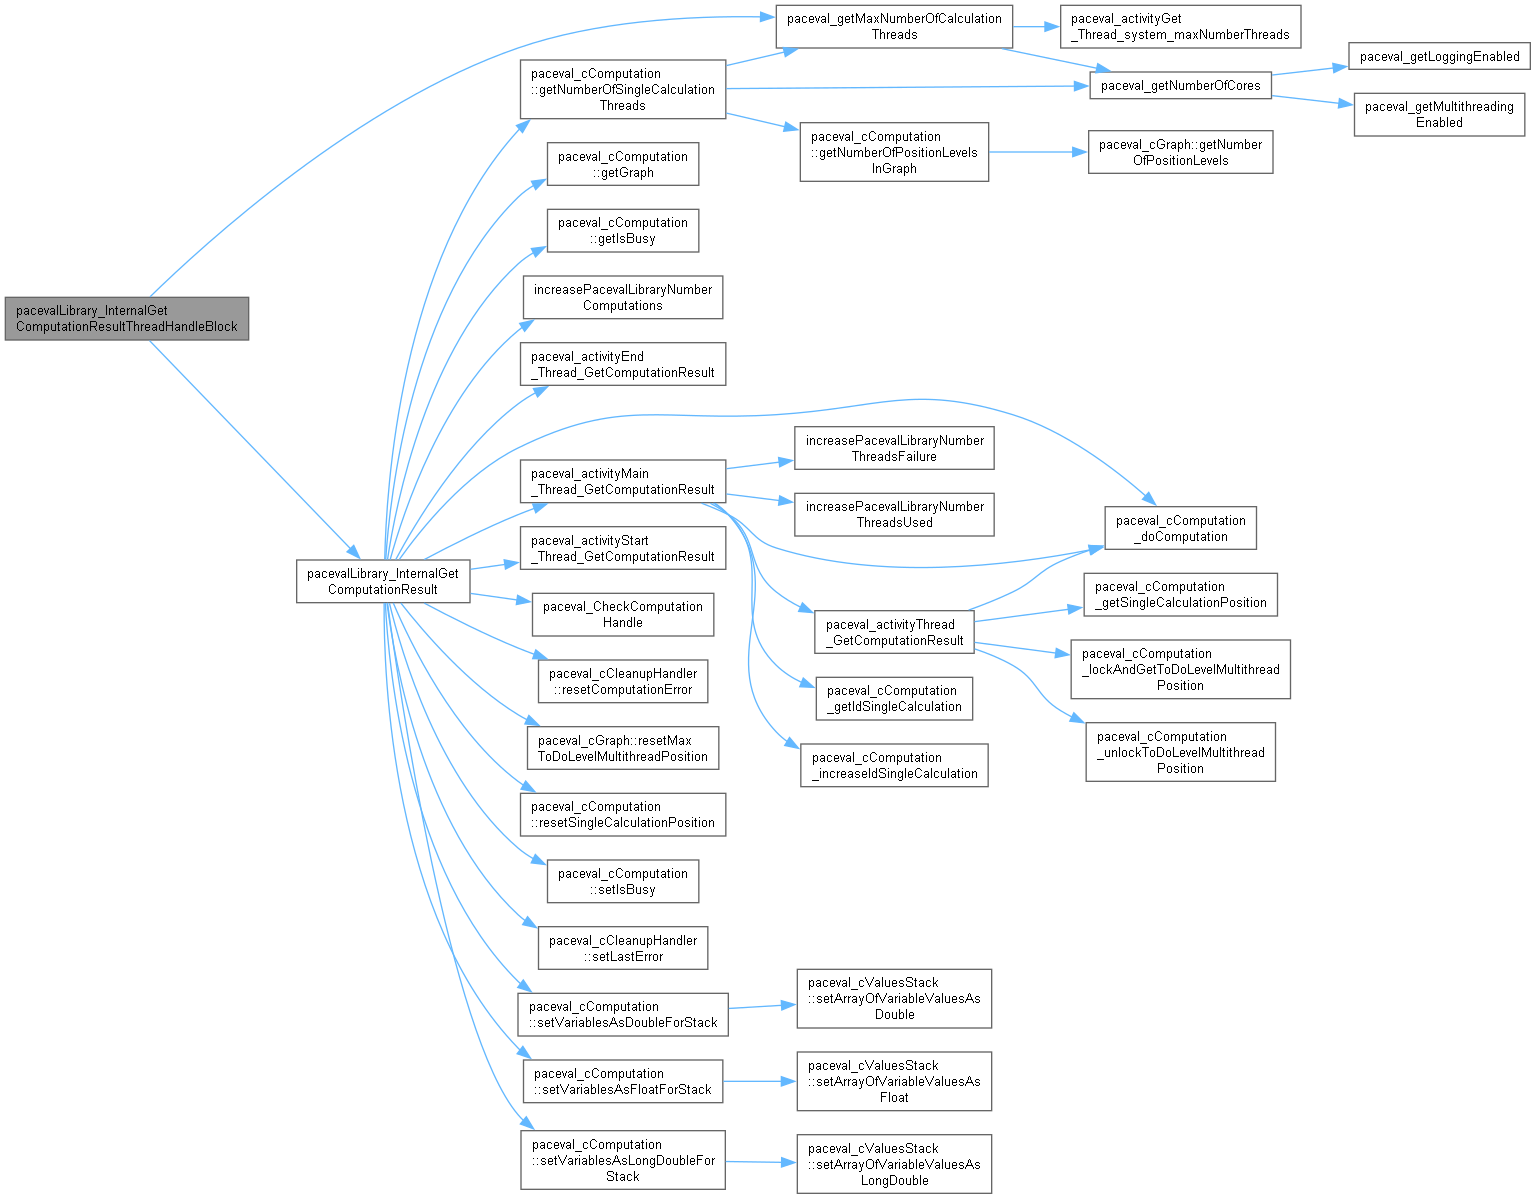 pacevalLibrary_InternalGet
ComputationResultThreadHandleBlock
pacevalLibrary_InternalGet
ComputationResult
paceval_cComputation
::getNumberOfSingleCalculation
Threads
paceval_cComputation
::getGraph
paceval_cComputation
::getIsBusy
increasePacevalLibraryNumber
Computations
paceval_activityEnd
_Thread_GetComputationResult
paceval_activityMain
_Thread_GetComputationResult
paceval_activityStart
_Thread_GetComputationResult
paceval_CheckComputation
Handle
paceval_cCleanupHandler
::resetComputationError
paceval_cGraph::resetMax
ToDoLevelMultithreadPosition
paceval_cComputation
::resetSingleCalculationPosition
paceval_cComputation
::setIsBusy
paceval_cCleanupHandler
::setLastError
paceval_cComputation
::setVariablesAsDoubleForStack
paceval_cComputation
::setVariablesAsFloatForStack
paceval_cComputation
::setVariablesAsLongDoubleFor
Stack
paceval_getMaxNumberOfCalculation
Threads
paceval_cComputation
::getNumberOfPositionLevels
InGraph
increasePacevalLibraryNumber
ThreadsFailure
increasePacevalLibraryNumber
ThreadsUsed
paceval_activityThread
_GetComputationResult
paceval_cComputation
_getIdSingleCalculation
paceval_cComputation
_increaseIdSingleCalculation
paceval_cValuesStack
::setArrayOfVariableValuesAs
Double
paceval_cValuesStack
::setArrayOfVariableValuesAs
Float
paceval_cValuesStack
::setArrayOfVariableValuesAs
LongDouble
paceval_activityGet
_Thread_system_maxNumberThreads
paceval_getNumberOfCores
paceval_cGraph::getNumber
OfPositionLevels
paceval_cComputation
_doComputation
paceval_cComputation
_getSingleCalculationPosition
paceval_cComputation
_lockAndGetToDoLevelMultithread
Position
paceval_cComputation
_unlockToDoLevelMultithread
Position
paceval_getLoggingEnabled
paceval_getMultithreading
Enabled